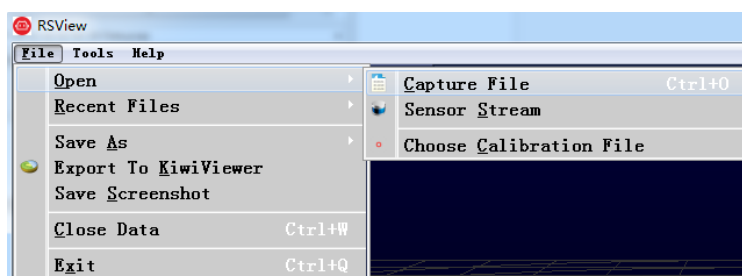 RSView
File Tools Help
Open
Recent Files
Save As
Export To KiwiViewer
Save Screenshot
Close Data Ctrl+W
Exit Ctrl+Q
Capture File Ctrl+O
Sensor Stream
Choose Calibration File